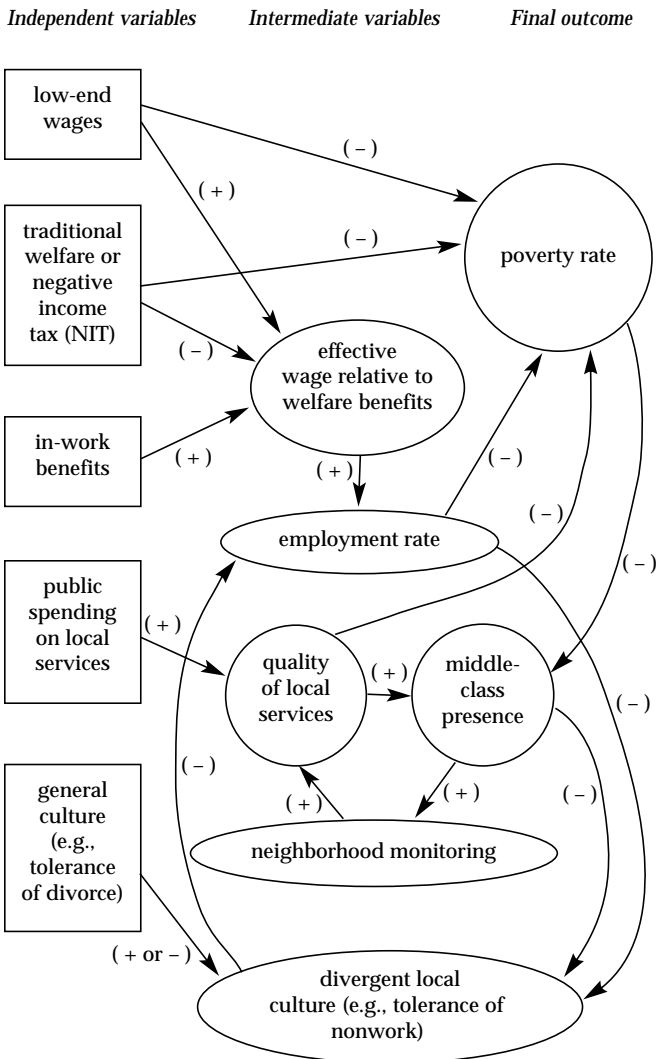 Independent variables Intermediate variables Final outcome
low-end
wages
( – )
( + )
traditional
welfare or
negative
income
tax (NIT)
( – )
poverty rate
( – )
effective
wage relative to
welfare benefits
in-work
benefits
( + )
( + )
( – )
( – )
employment rate
( – )
public
spending
on local
services
( + )
quality
of local
services
( + )
middle-
class
presence
( – )
( – )
general
culture
(e.g.,
tolerance
of divorce)
( + )
( + )
( – )
neighborhood monitoring
( + or – )
divergent local
culture (e.g., tolerance of
nonwork)